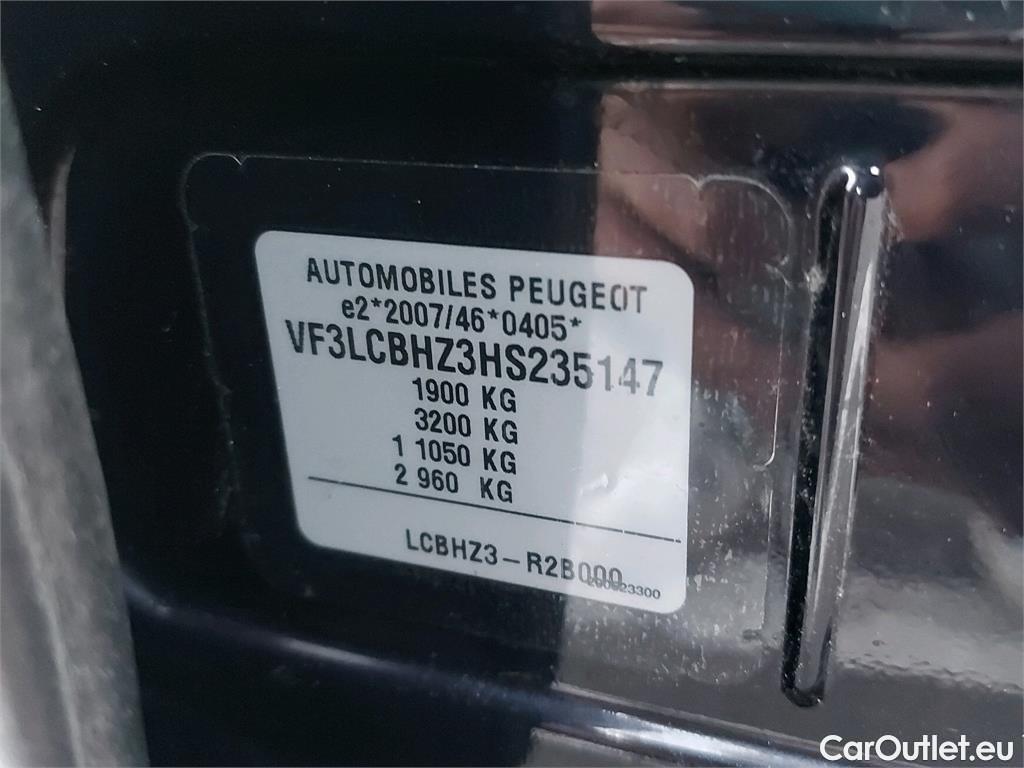 AUTOMOBILES PEUGEOT
e2*2007/46*0405*
VF3LCBHZ3HS235147
1900 KG
3200 KG
1 1050 KG
2 960 KG
LCBHZ3-R2B000
CarOutlet.eu